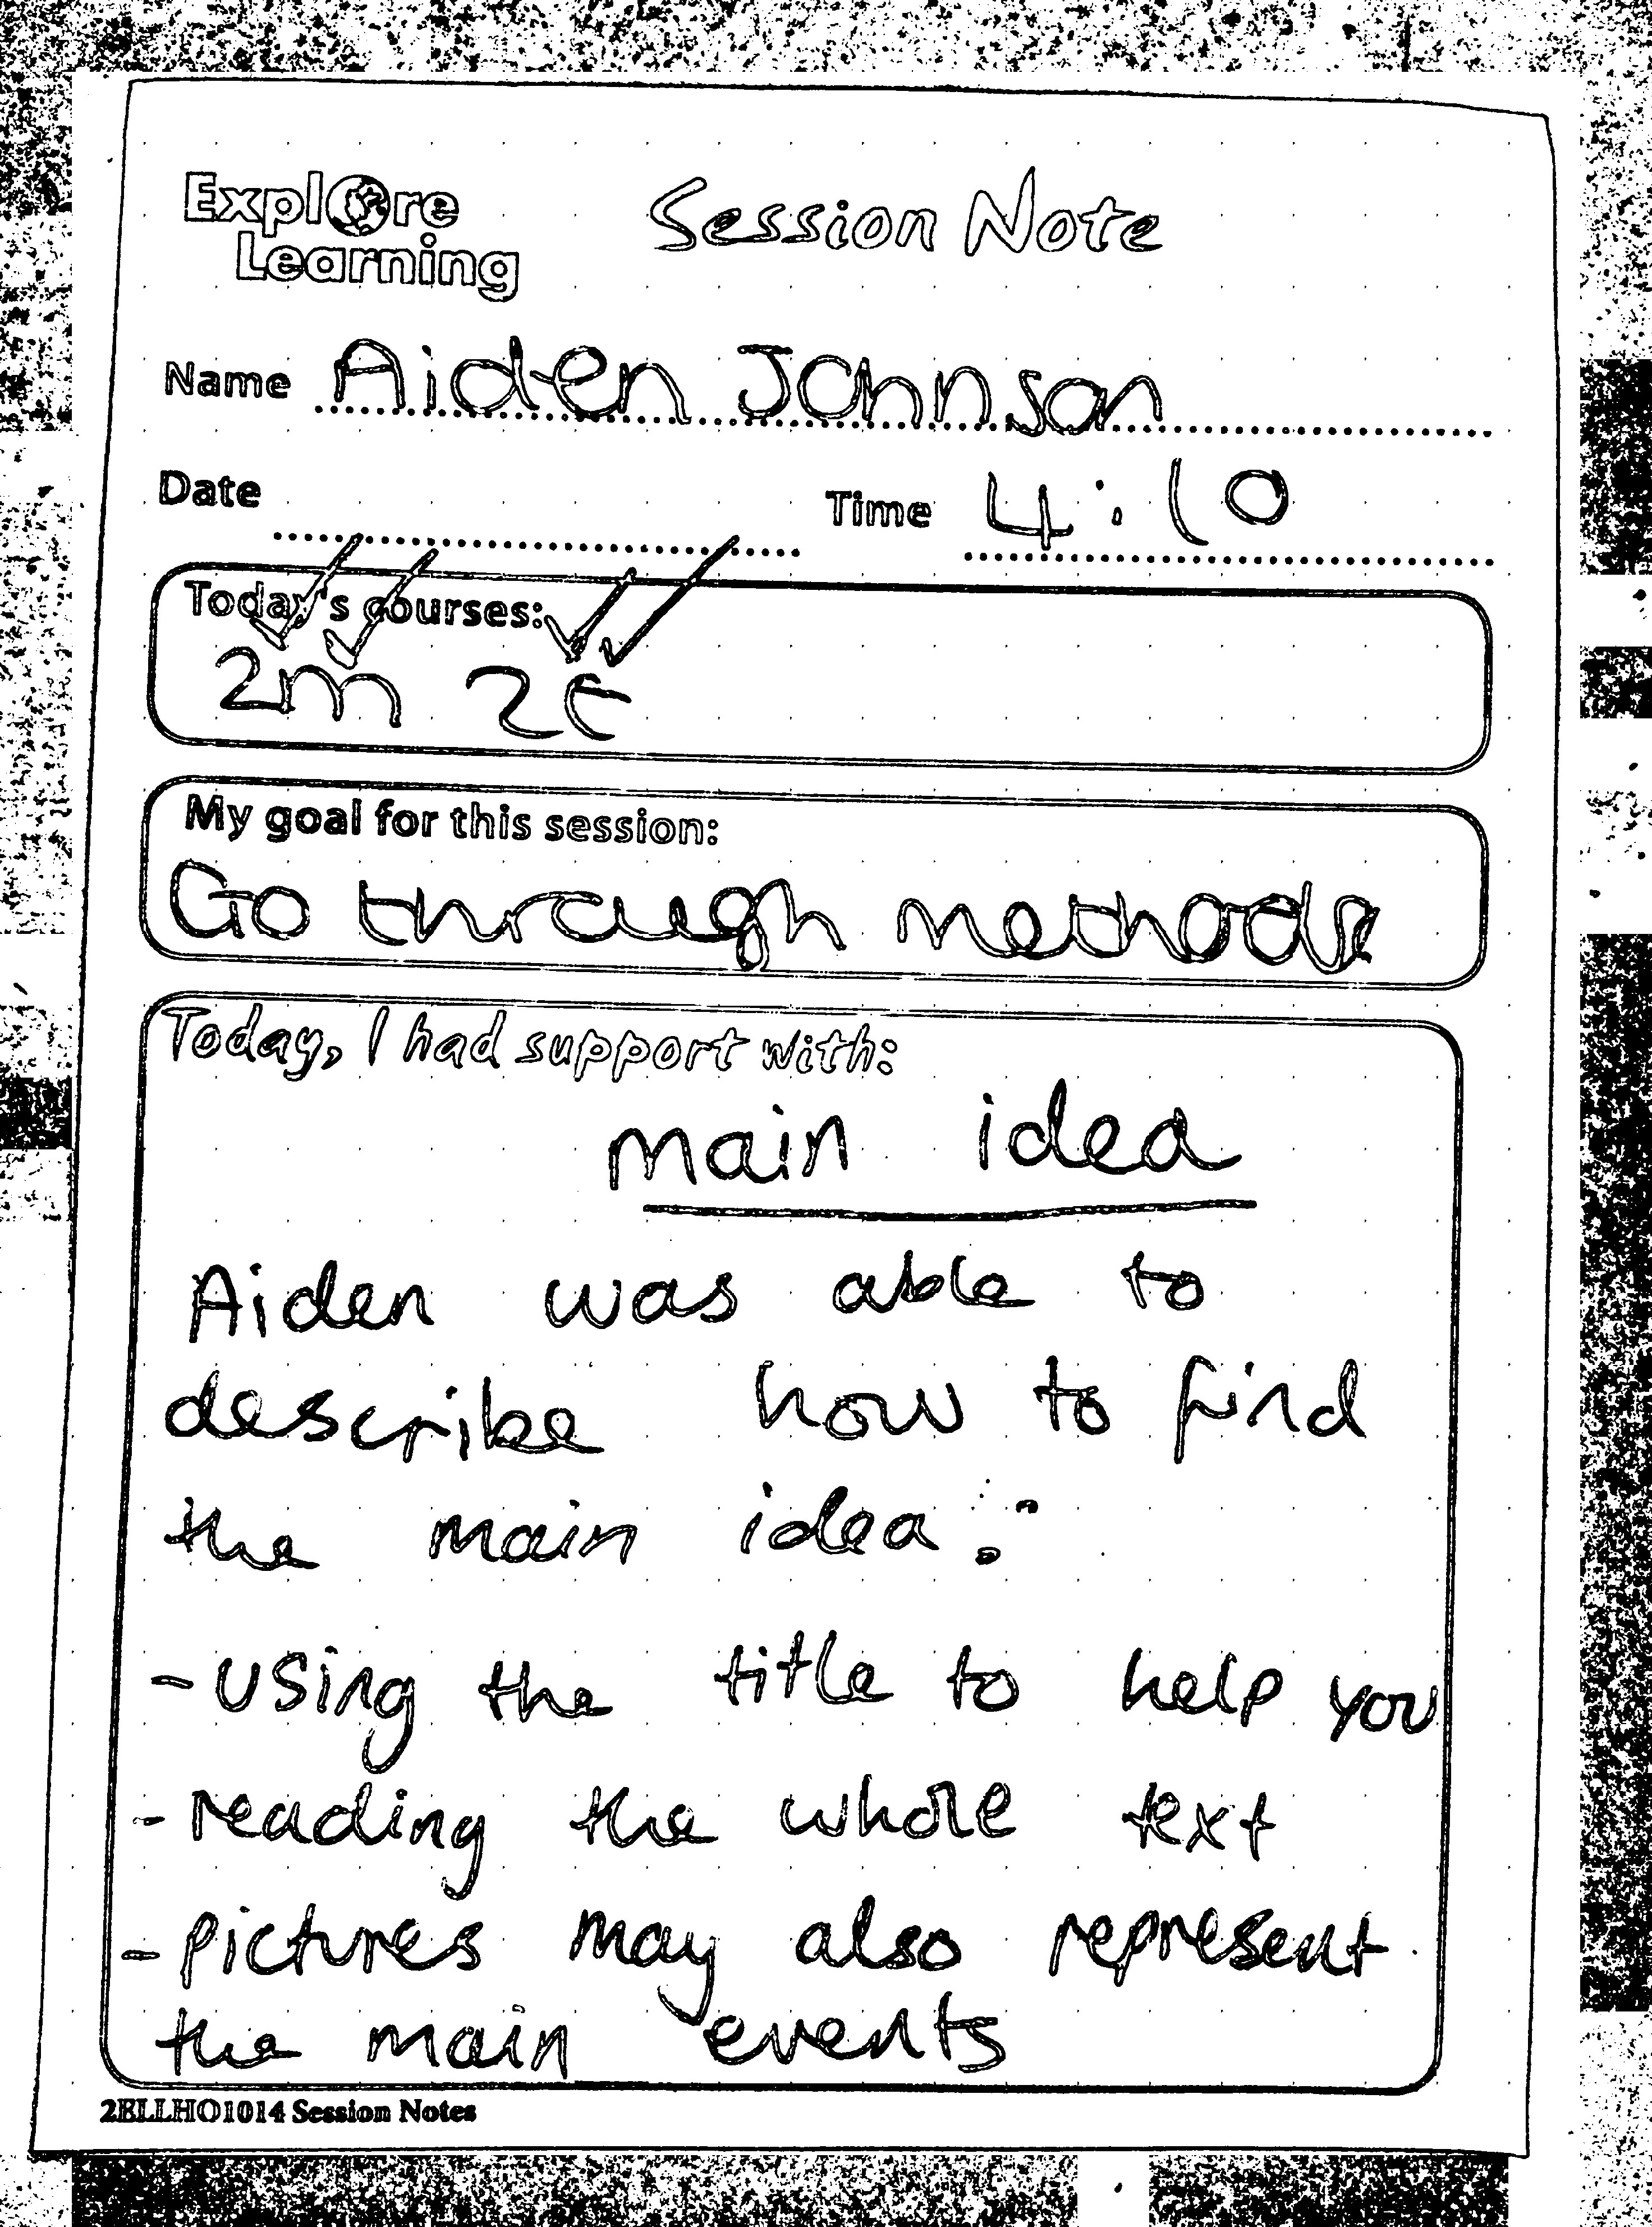 Explore
Learning
Session Note
Name Aiden Johnson
Date Time 4:10
Today's courses:
2m 2E
My goal for this session:
Go through methods
Today, I had support with:
main idea
Aiden was able to
describe how to find
the main idea:
- using the title to help you
- reading the whole text
- pictures may also represent
the main events
2ELLHO1014 Session Notes